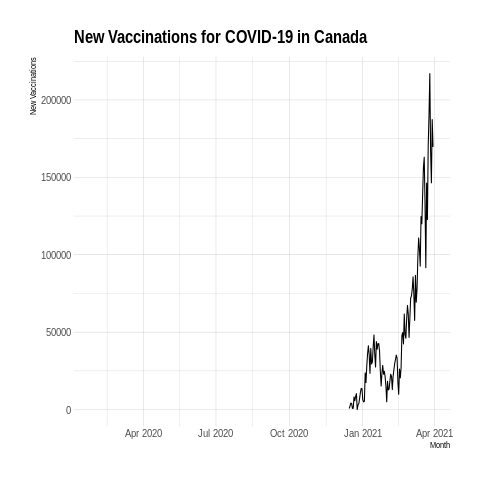 New Vaccinations for COVID-19 in Canada
New Vaccinations
200000
150000
100000
50000
0
Apr 2020 Jul 2020 Oct 2020 Jan 2021 Apr 2021
Month